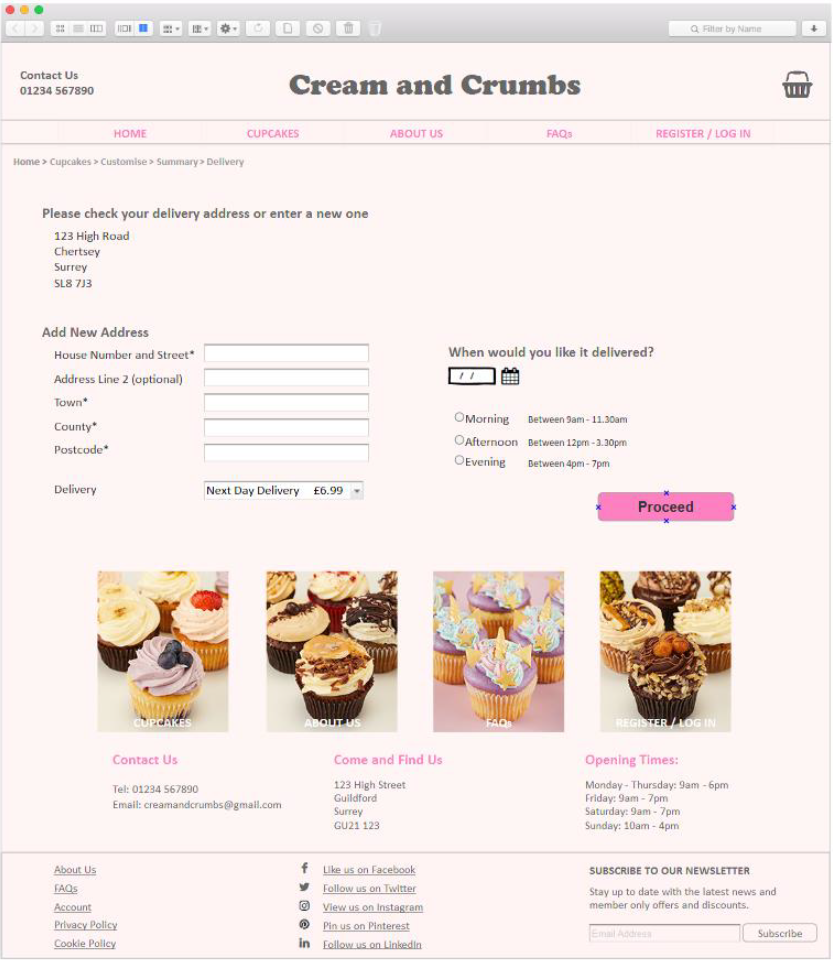 Filter by Name
Contact Us
01234 567890
Cream and Crumbs
HOME CUPCAKES ABOUT US FAQs REGISTER / LOG IN
Home > Cupcakes > Customise > Summary > Delivery
Please check your delivery address or enter a new one
123 High Road
Chertsey
Surrey
SL8 7J3
Add New Address
House Number and Street*
Address Line 2 (optional)
Town*
County*
Postcode*
Delivery Next Day Delivery £6.99
When would you like it delivered?
/ /
Morning Between 9am - 11.30am
Afternoon Between 12pm -3.30pm
Evening Between 4pm - 7pm
Proceed
CUPCAKES ABOUT US FAQs REGISTER / LOG IN
Contact Us
Tel: 01234 567890
Email: creamandcrumbs@gmail.com
Come and Find Us
123 High Street
Guildford
Surrey
GU21 123
Opening Times:
Monday - Thursday: 9am - 6pm
Friday: 9am - 7pm
Saturday: 9am - 7pm
Sunday: 10am - 4pm
About Us
FAQs
Account
Privacy Policy
Cookie Policy
Like us on Facebook
Follow us on Twitter
View us on Instagram
Pin us on Pinterest
Follow us on LinkedIn
SUBSCRIBE TO OUR NEWSLETTER
Stay up to date with the latest news and
member only offers and discounts.
Email Address Subscribe